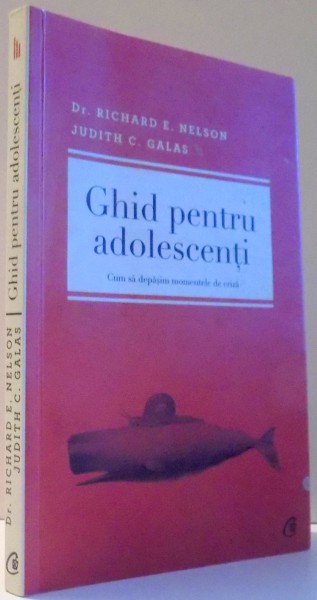 Dr. RICHARD E. NELSON
JUDITH C. GALAS
Ghid pentru
adolescenți
Cum să depășim momentele de criză
Dr. RICHARD E. NELSON
JUDITH C. GALAS
Ghid pentru adolescenți